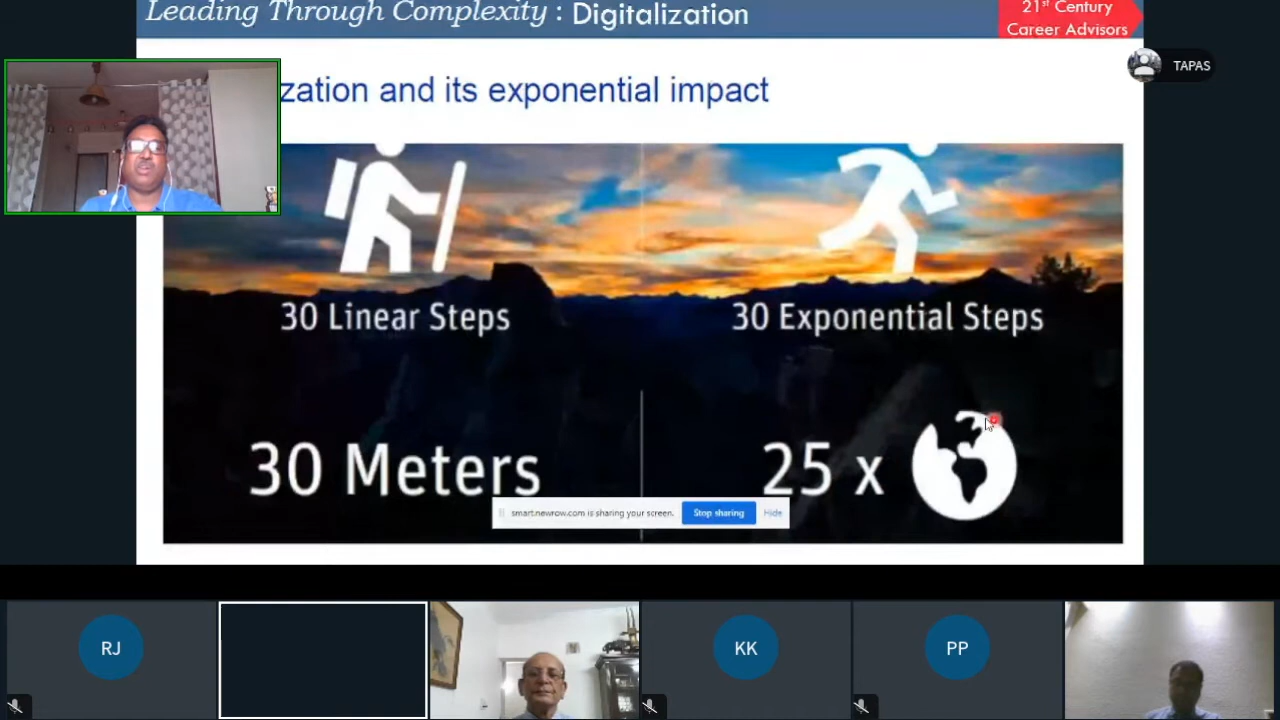 Leading Through Complexity : Digitalization
21st Century
Career Advisors
TAPAS
zation and its exponential impact
30 Linear Steps
30 Exponential Steps
30 Meters
25 x
smart.newrow.com is sharing your screen.
Stop sharing
Hide
RJ
KK
PP